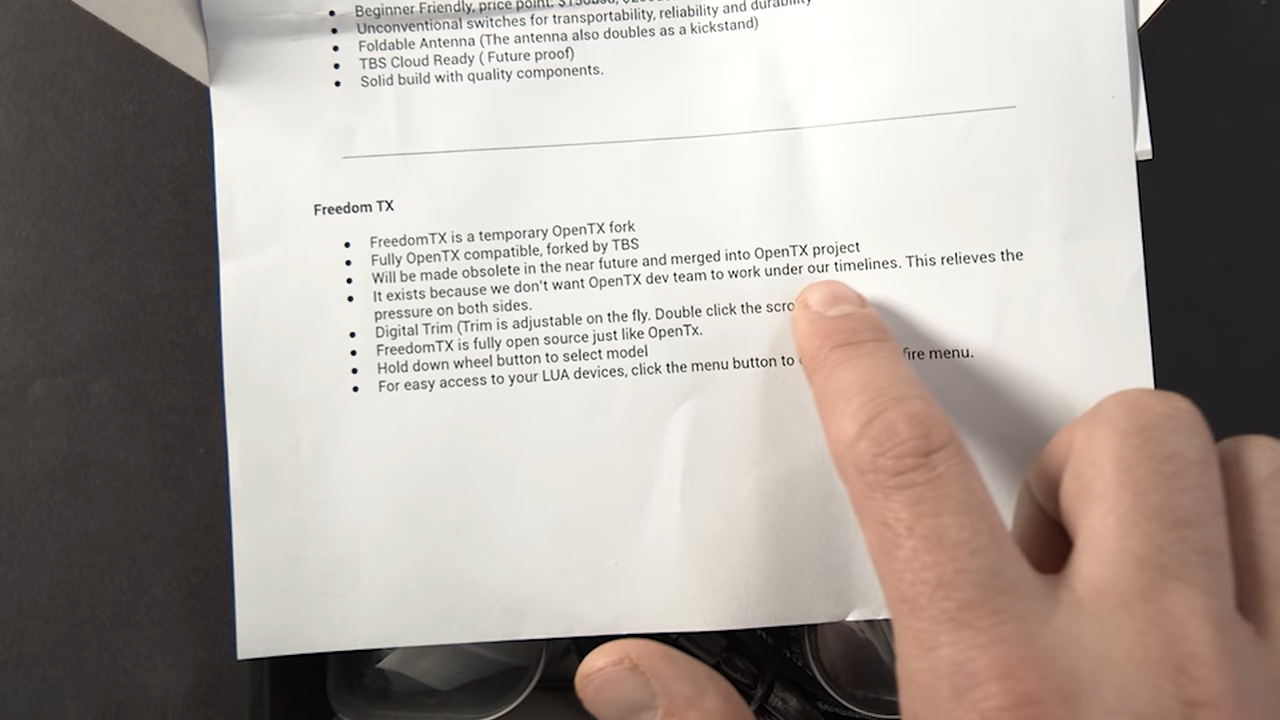 Beginner Friendly, price point:
Unconventional switches for transportability, reliability and durability
Foldable Antenna (The antenna also doubles as a kickstand)
TBS Cloud Ready ( Future proof)
Solid build with quality components.
Freedom TX
FreedomTX is a temporary OpenTX fork
Fully OpenTX compatible, forked by TBS
Will be made obsolete in the near future and merged into OpenTX project
It exists because we don't want OpenTX dev team to work under our timelines. This relieves the
pressure on both sides.
Digital Trim (Trim is adjustable on the fly. Double click the
FreedomTX is fully open source just like OpenTx.
Hold down wheel button to select model
For easy access to your LUA devices, click the menu button to fire menu.